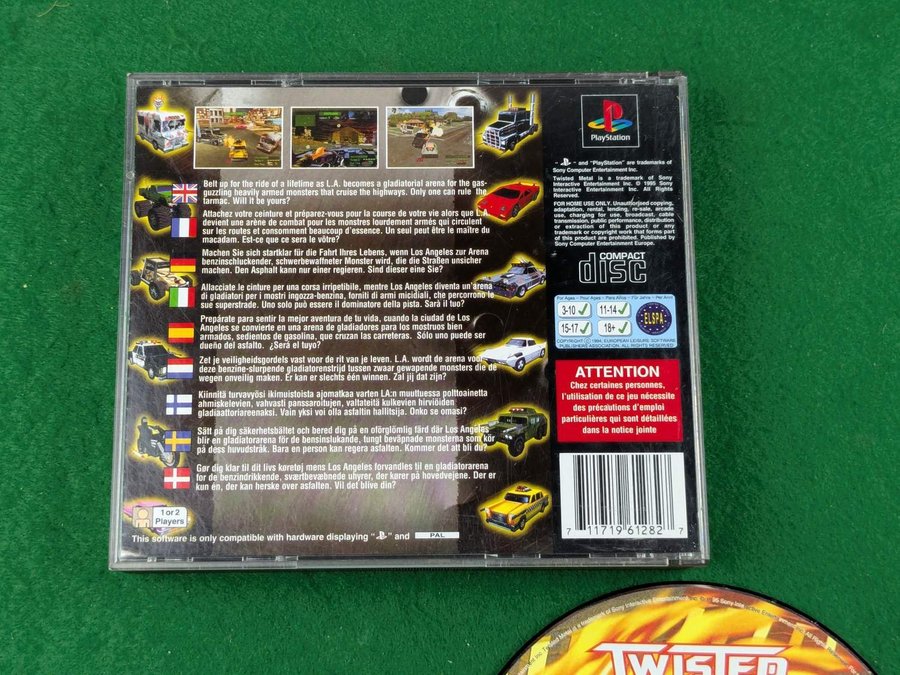 Belt up for the ride of a lifetime as L.A. becomes a gladiatorial arena for the gas-
guzzling heavily armed monsters that cruise the highways. Only one can rule the
tarmac. Will it be yours?
Attachez votre ceinture et préparez-vous pour la course de votre vie alors que L.A
devient une arène de combat pour les monstres lourdement armés qui circulent
sur les routes et consomment beaucoup d'essence. Un seul peut être le maître du
macadam. Est-ce que ce sera le vôtre?
Machen Sie sich startklar für die Fahrt Ihres Lebens, wenn Los Angeles zur Arena
benzinschluckender, schwerbewaffneter Monster wird, die die Straßen unsicher
machen. Den Asphalt kann nur einer regieren. Sind dieser eine Sie?
Allacciate le cinture per una corsa irripetibile, mentre Los Angeles diventa un'arena
di gladiatori per i mostri ingozza-benzina, forniti di armi micidiali, che percorrono le
sue superstrade. Uno solo può essere il dominatore della pista. Sarà il tuo?
Prepárate para sentir la mejor aventura de tu vida, cuando la ciudad de Los
Angeles se convierte en una arena de gladiadores para los mostruos bien
armados, sedientos de gasolina, que cruzan las carreteras. Sólo uno puede ser
dueño del asfalto. ¿Será el tuyo?
Zet je veiligheidsgordels vast voor de rit van je leven. L.A. wordt de arena voor
deze benzine-slurpende gladiatorenstrijd tussen zwaar gewapende monsters die de
wegen onveilig maken. Er kan er slechts één winnen. Zal jij dat zijn?
Kiinnitä turvavyösi ikimuistoista ajomatkaa varten LA:n muuttuessa polttoainetta
ahmiskelevien, vahvasti panssaroitujen, valtateitä kulkevien hirviöiden
gladiaattoriareenaksi. Vain yksi voi olla asfaltin hallitsija. Onko se omasi?
Sätt på dig säkerhetsbältet och bered dig på en oförglömlig färd där Los Angeles
blir en gladiatorarena för de bensinslukande, tungt beväpnade monsterna som kör
på dess huvudstråk. Bara en person kan regera asfalten. Kommer det att bli du?
Gør dig klar til dit livs køretøj mens Los Angeles forvandles til en gladiatorarena
for de benzindrikkende, sværtbevæbnede uhyrer, der kører på hovedvejene. Der er
kun én, der kan herske over asfalten. Vil det blive din?
1 or 2
Players
This software is only compatible with hardware displaying " " and PAL
PlayStation
" " and "PlayStation" are trademarks of
Sony Computer Entertainment Inc.
Twisted Metal is a trademark of Sony
Interactive Entertainment Inc. © 1995 Sony
Interactive Entertainment Inc. All Rights
Reserved.
FOR HOME USE ONLY. Unauthorised copying,
adaptation, rental, lending, re-sale, arcade
use, charging for use, broadcast, cable
transmission, public performance, distribution
or extraction of this product or any
trademark or copyright work that forms part
of this product are prohibited. Published by
Sony Computer Entertainment Europe.
COMPACT
disc
For Ages - Pour Ages - Para Años - Für Jahre - Per Anni
3-10 11-14
15-17 18+
ELSPA
COPYRIGHT © 1994, EUROPEAN LEISURE SOFTWARE
PUBLISHERS ASSOCIATION. ALL RIGHTS RESERVED
ATTENTION
Chez certaines personnes,
l'utilisation de ce jeu nécessite
des précautions d'emploi
particulières qui sont détaillées
dans la notice jointe
7 11719 61282 7
TWISTED